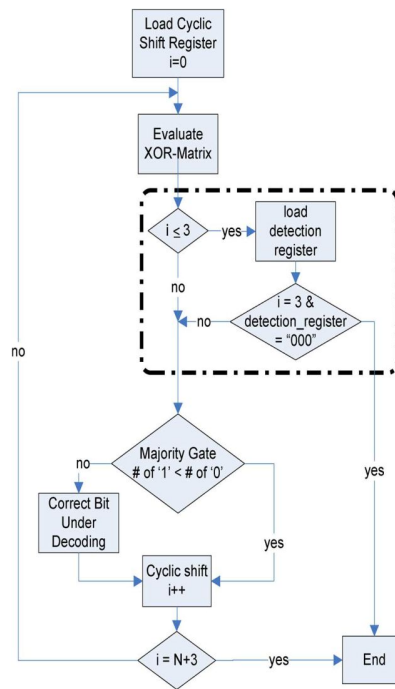 Load Cyclic
Shift Register
i=0
Evaluate
XOR-Matrix
i ≤ 3
yes
load
detection
register
no
i = 3 &
detection_register
= “000”
no
no
yes
Majority Gate
# of ‘1’ < # of ‘0’
no
Correct Bit
Under
Decoding
yes
Cyclic shift
i++
i = N+3
yes
End